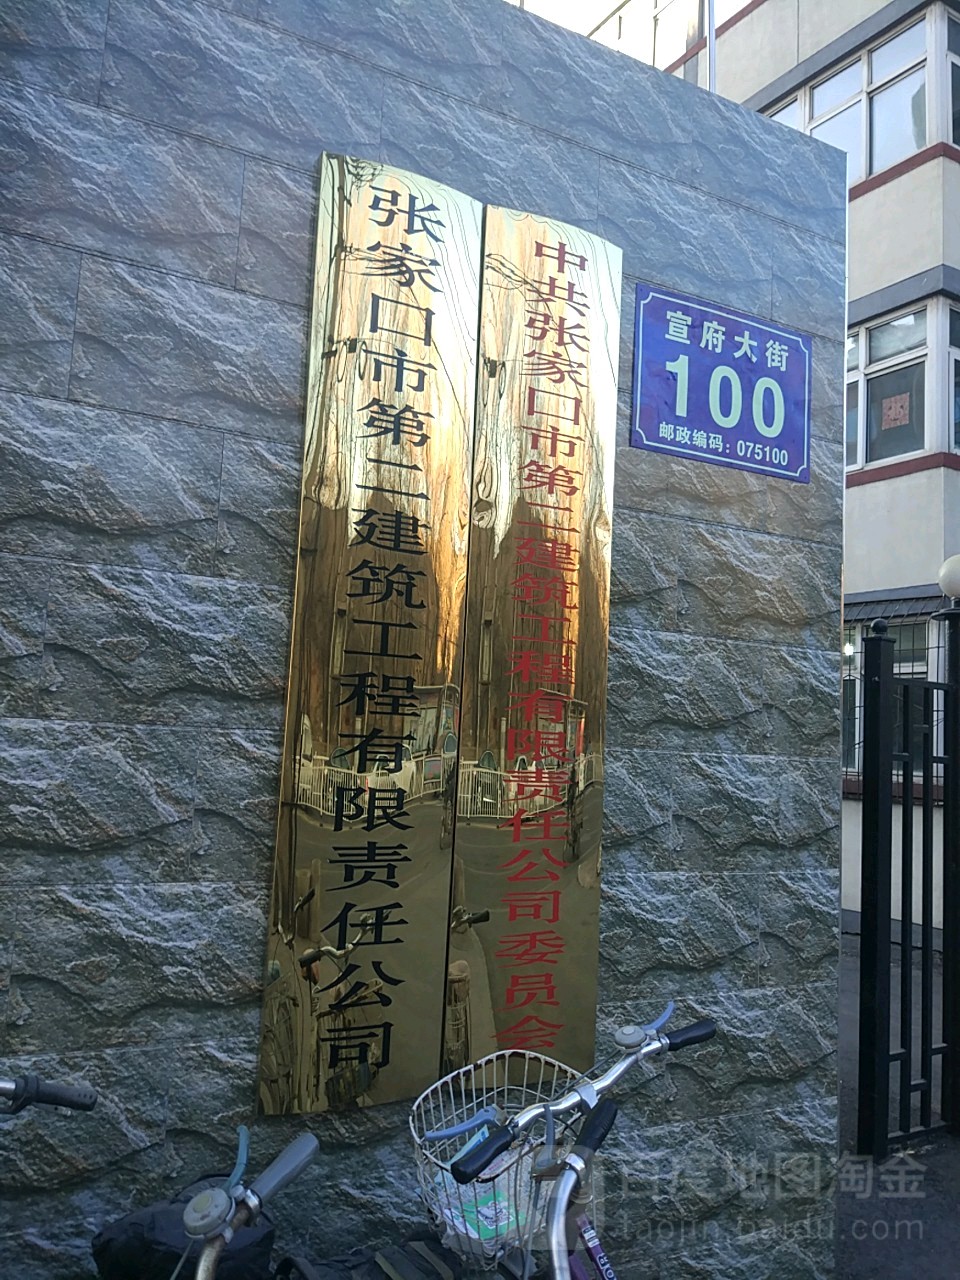 张家口市第二建筑工程有限责任公司
中共张家口市第二建筑工程有限责任公司委员会
宣府大街
100
邮政编码：075100
百度地图淘金
taojin.baidu.com